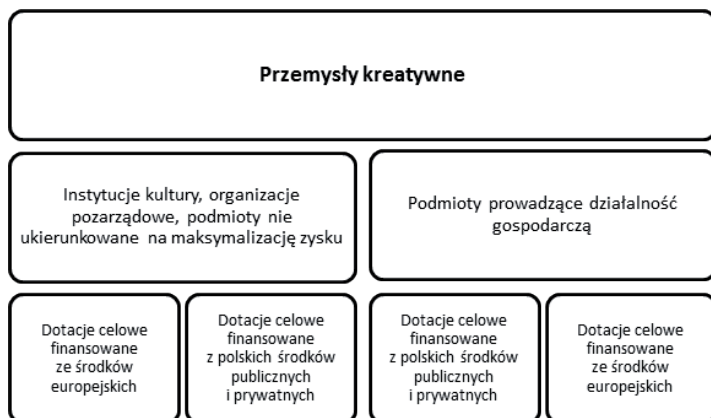 Przemysły kreatywne
Instytucje kultury, organizacje
pozarządowe, podmioty nie
ukierunkowane na maksymalizację zysku
Podmioty prowadzące działalność
gospodarczą
Dotacje celowe
finansowane
ze środków
europejskich
Dotacje celowe
finansowane
z polskich środków
publicznych
i prywatnych
Dotacje celowe
finansowane
z polskich środków
publicznych
i prywatnych
Dotacje celowe
finansowane
ze środków
europejskich